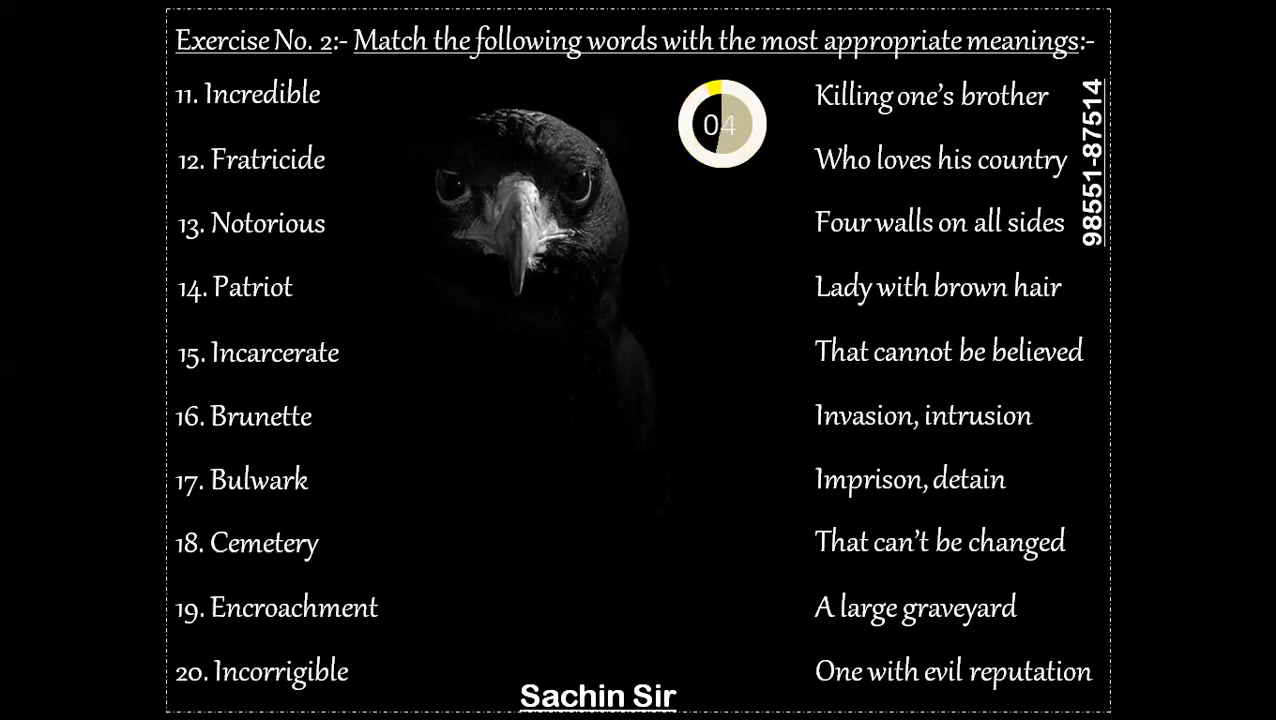 Exercise No. 2:- Match the following words with the most appropriate meanings:-
11. Incredible
Killing one's brother
12. Fratricide
Who loves his country
13. Notorious
Four walls on all sides
14. Patriot
Lady with brown hair
15. Incarcerate
That cannot be believed
16. Brunette
Invasion, intrusion
17. Bulwark
Imprison, detain
18. Cemetery
That can't be changed
19. Encroachment
A large graveyard
20. Incorrigible
One with evil reputation
04
98551-87514
Sachin Sir